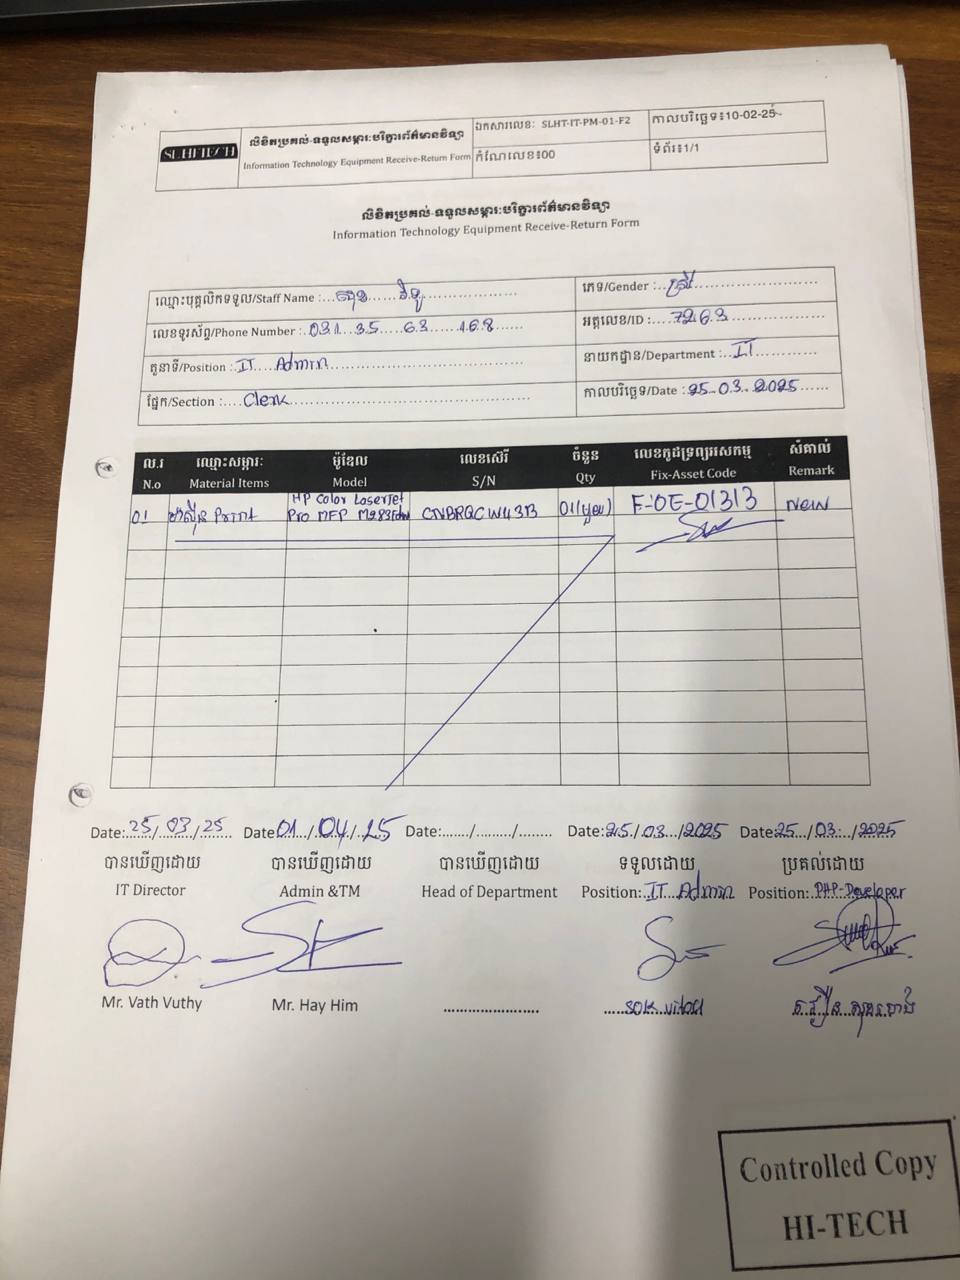 SLHFTECH
លិខិតប្រគល់-ទទួលសម្ភារៈបរិក្ខារព័ត៌មានវិទ្យា
Information Technology Equipment Receive-Return Form
ឯកសារលេខៈ SLHT-IT-PM-01-F2
កាលបរិច្ឆេទ៖10-02-25
កំណែលេខ៖00
ទំព័រ៖1/1
លិខិតប្រគល់-ទទួលសម្ភារៈបរិក្ខារព័ត៌មានវិទ្យា
Information Technology Equipment Receive-Return Form
ឈ្មោះបុគ្គលិកទទួល/Staff Name :
ភេទ/Gender : ស្រី
លេខទូរស័ព្ទ/Phone Number : 031 35 63 168
អត្តលេខ/ID : 7263
តួនាទី/Position : IT Admin
នាយកដ្ឋាន/Department : IT
ផ្នែក/Section : Clerk
កាលបរិច្ឆេទ/Date : 25-03-2025
ល.រ ឈ្មោះសម្ភារៈ ម៉ូឌែល លេខស៊េរី ចំនួន លេខកូដទ្រព្យអសកម្ម សំគាល់
N.o Material Items Model S/N Qty Fix-Asset Code Remark
HP Color LaserJet
01 ម៉ាស៊ីន Print Pro MFP 01(មួយ) F-OE-01313 New
Date: 25/ 03 / 25 Date 01 / 04 / 25 Date:....../........./........ Date: 25/03/2025 Date: 25/03/2025
បានឃើញដោយ បានឃើញដោយ បានឃើញដោយ ទទួលដោយ ប្រគល់ដោយ
IT Director Admin &TM Head of Department Position: IT Admin Position: PHP-Developer
Mr. Vath Vuthy Mr. Hay Him
Controlled Copy
HI-TECH